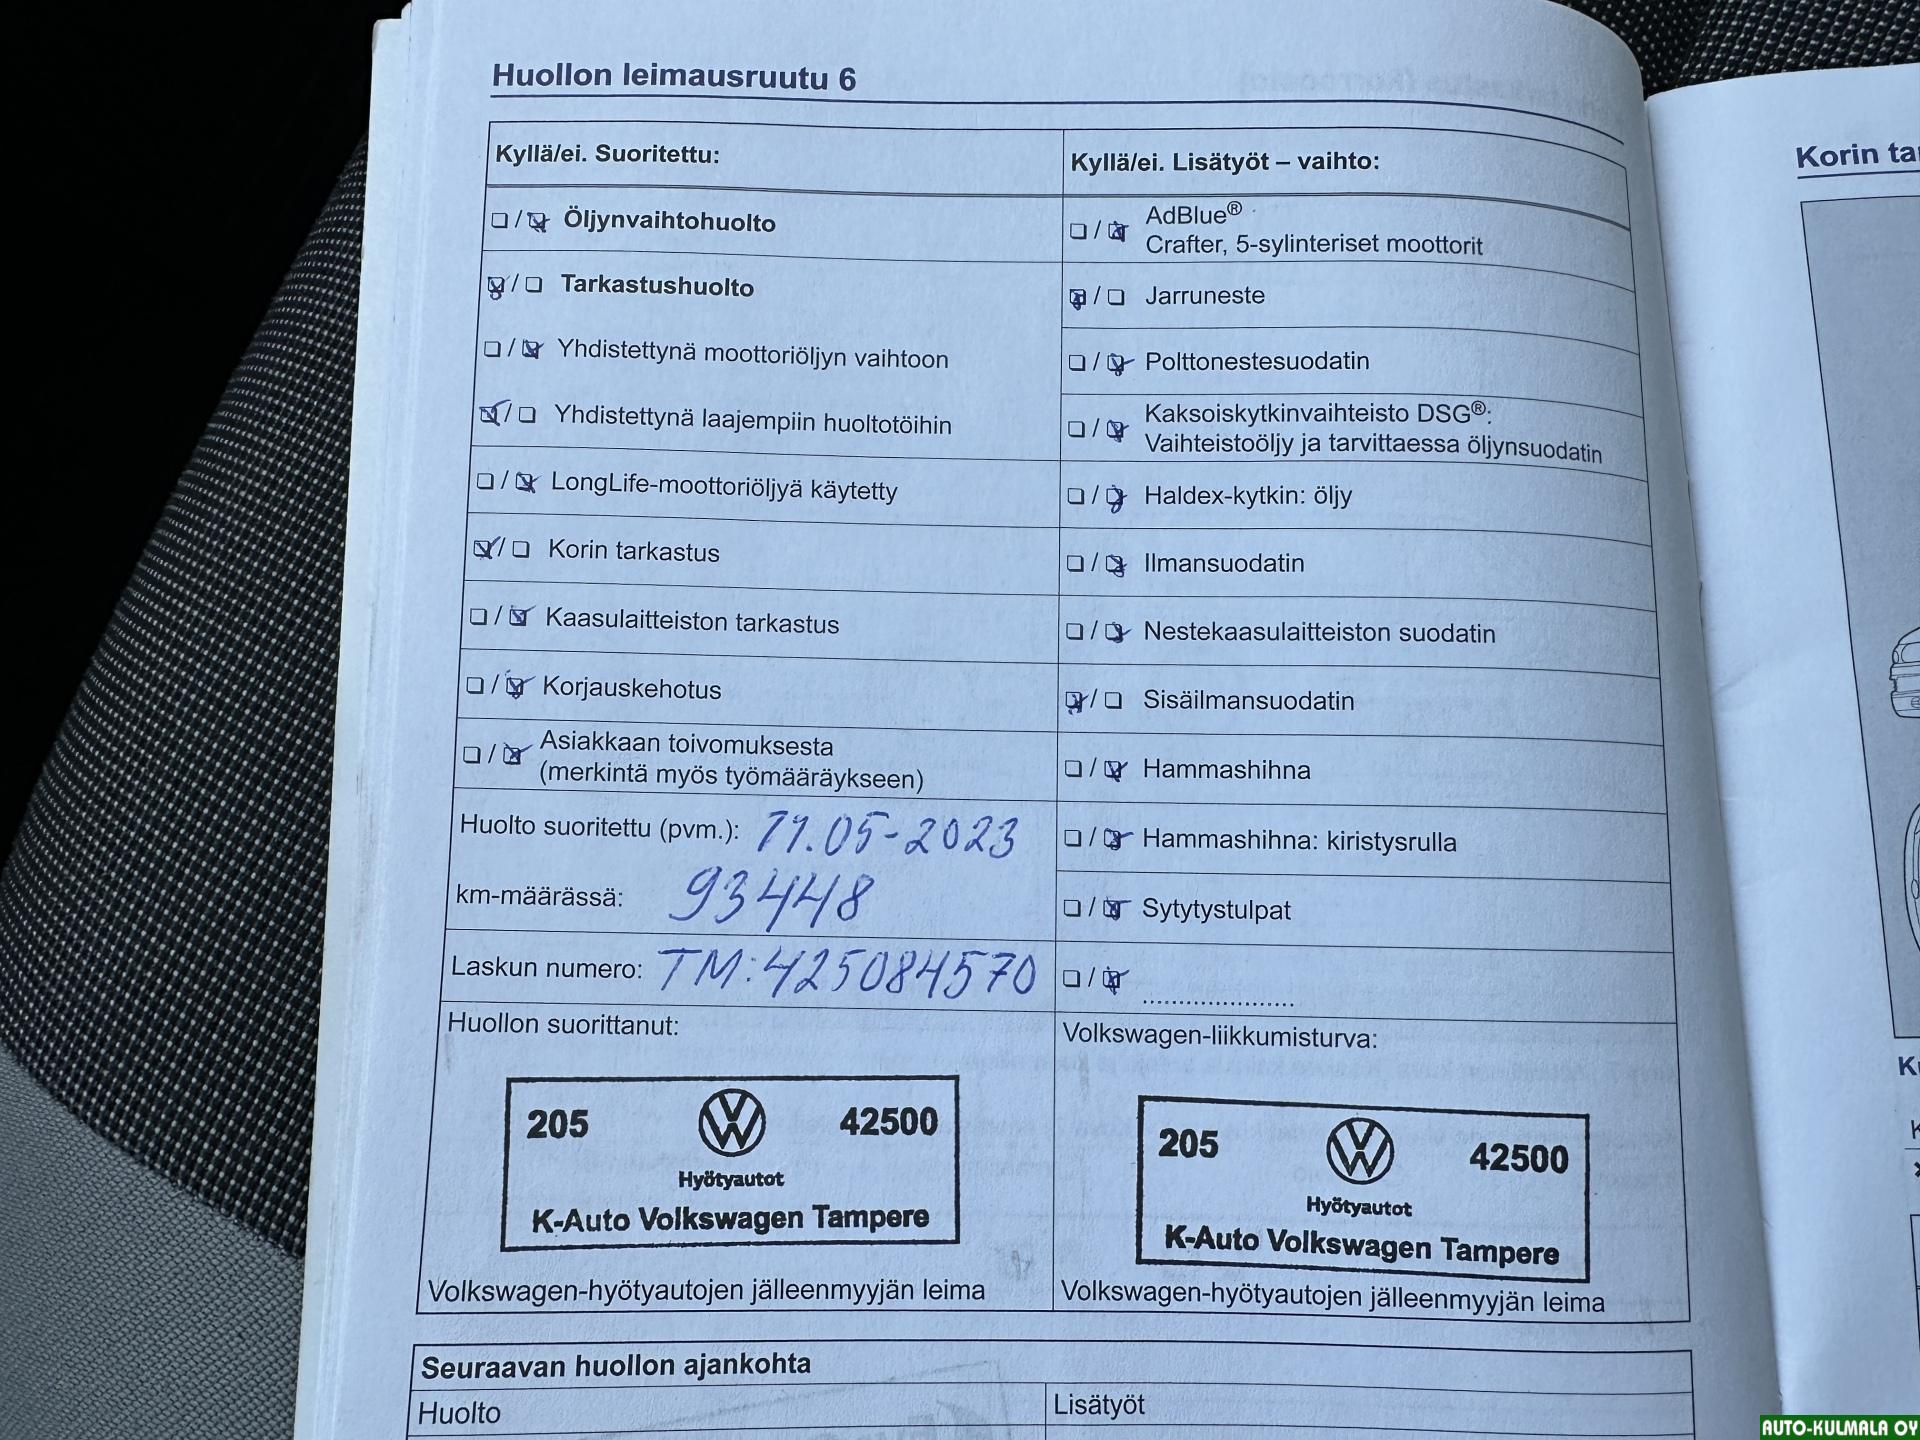 Huollon leimausruutu 6
Kyllä/ei. Suoritettu:
Öljynvaihtohuolto
Tarkastushuolto
Yhdistettynä moottoriöljyn vaihtoon
Yhdistettynä laajempiin huoltotöihin
LongLife-moottoriöljyä käytetty
Korin tarkastus
Kaasulaitteiston tarkastus
Korjauskehotus
Asiakkaan toivomuksesta
(merkintä myös työmääräykseen)
Huolto suoritettu (pvm.): 11.05-2023
km-määrässä: 93448
Laskun numero: TM:425084570
Huollon suorittanut:
205 42500
Hyötyautot
K-Auto Volkswagen Tampere
Volkswagen-hyötyautojen jälleenmyyjän leima
Kyllä/ei. Lisätyöt – vaihto:
AdBlue®
Crafter, 5-sylinteriset moottorit
Jarruneste
Polttonestesuodatin
Kaksoiskytkinvaihteisto DSG®:
Vaihteistoöljy ja tarvittaessa öljynsuodatin
Haldex-kytkin: öljy
Ilmansuodatin
Nestekaasulaitteiston suodatin
Sisäilmansuodatin
Hammashihna
Hammashihna: kiristysrulla
Sytytystulpat
Volkswagen-liikkumisturva:
205 42500
Hyötyautot
K-Auto Volkswagen Tampere
Volkswagen-hyötyautojen jälleenmyyjän leima
Seuraavan huollon ajankohta
Huolto
Lisätyöt
Korin
AUTO-KULMALA OY